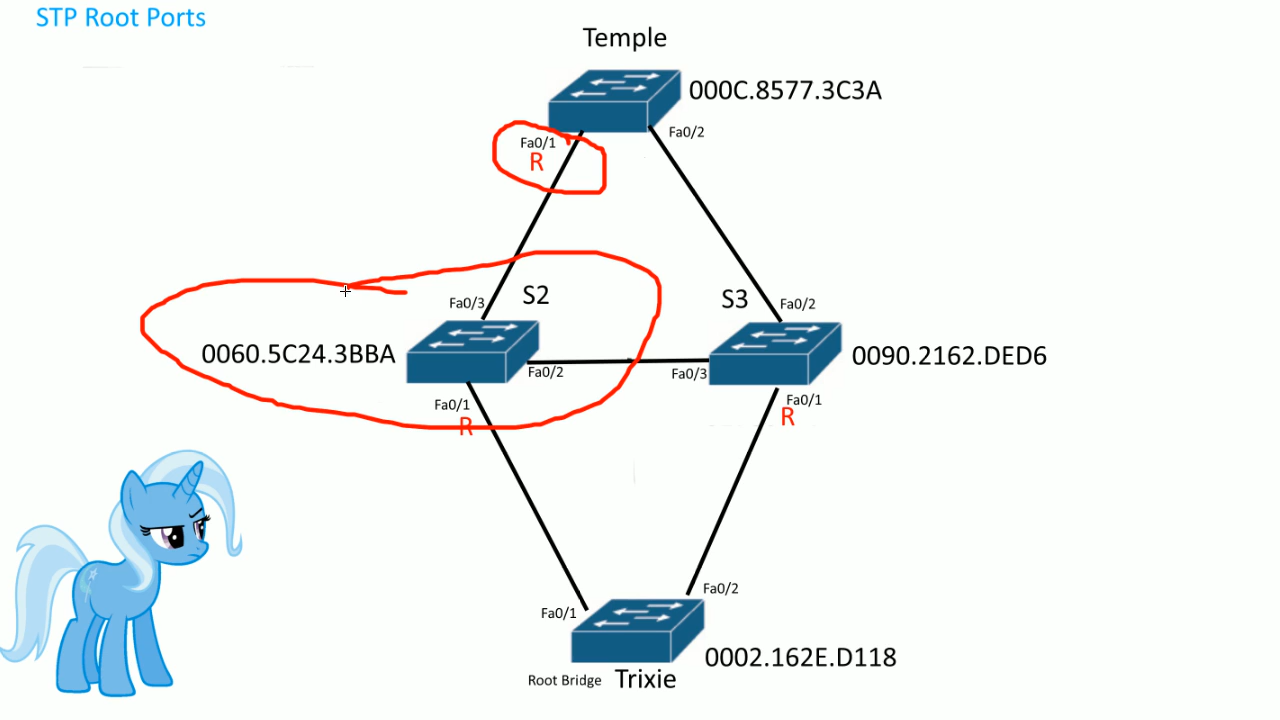 STP Root Ports
Temple
000C.8577.3C3A
Fa0/1
Fa0/2
R
S2
S3
Fa0/3
Fa0/2
0060.5C24.3BBA
0090.2162.DED6
Fa0/2
Fa0/3
Fa0/1
Fa0/1
R
R
Fa0/2
Fa0/1
0002.162E.D118
Root Bridge Trixie